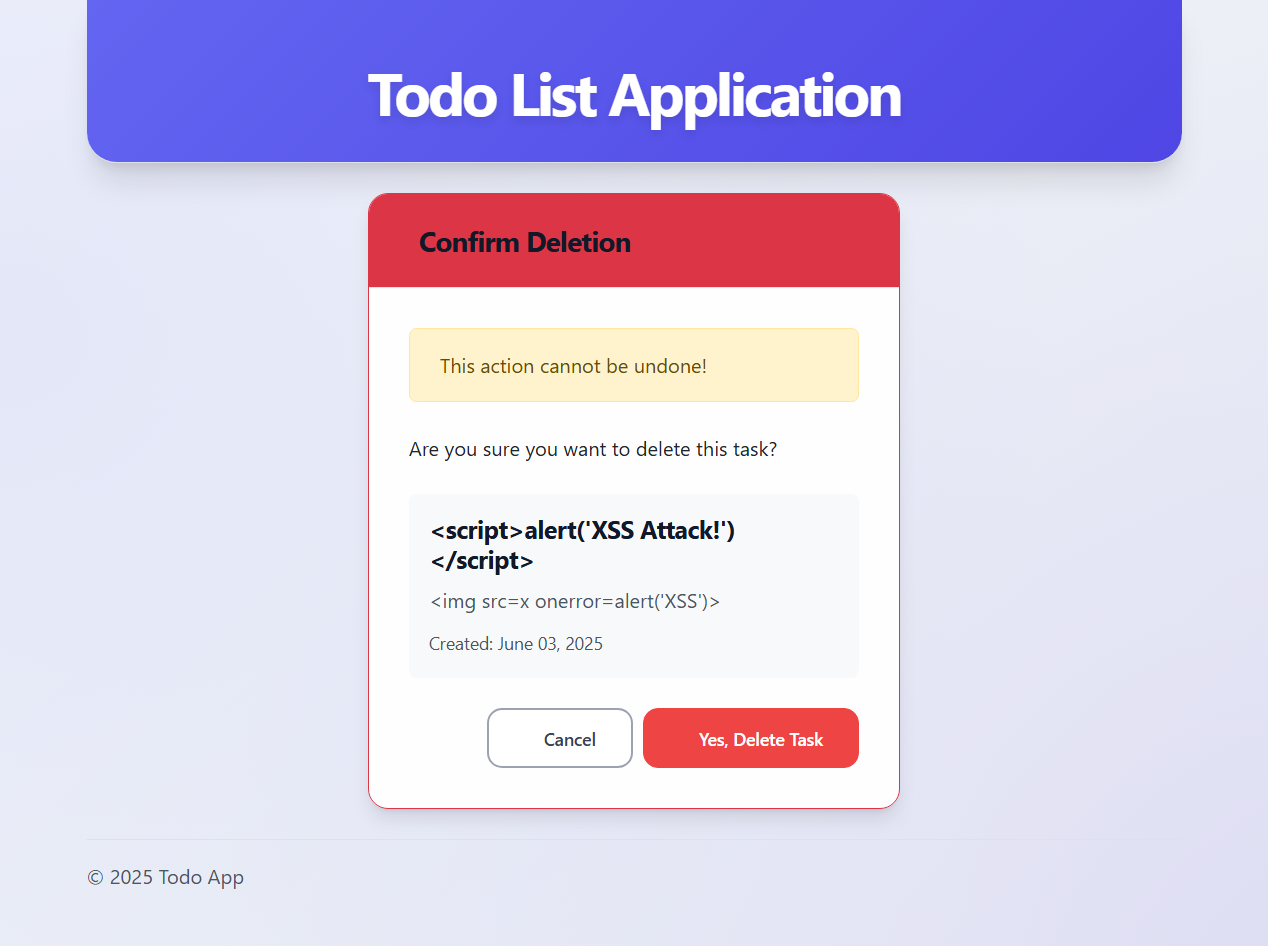 Todo List Application
Confirm Deletion
This action cannot be undone!
Are you sure you want to delete this task?
<script>alert('XSS Attack!')
</script>
<img src=x onerror=alert('XSS')>
Created: June 03, 2025
Cancel
Yes, Delete Task
© 2025 Todo App